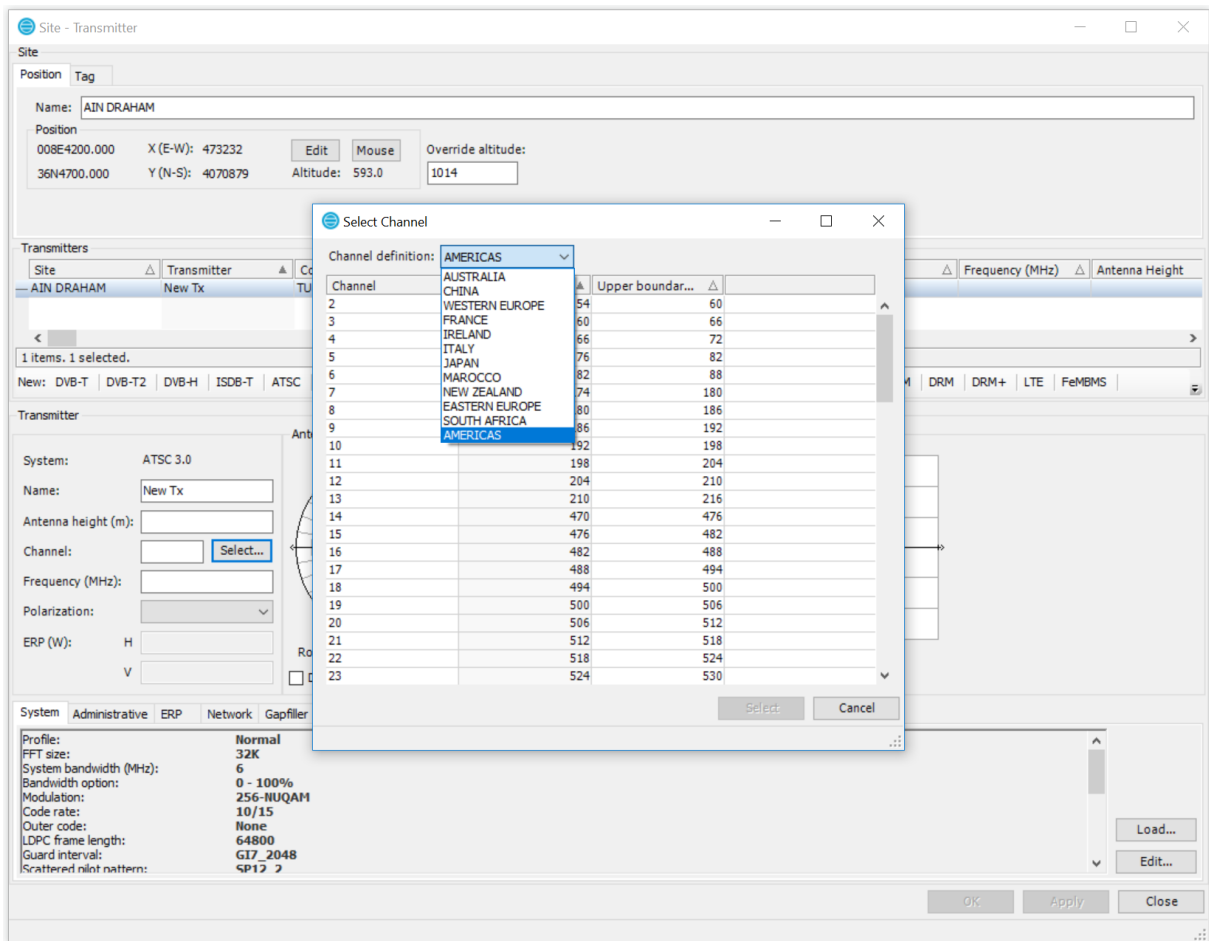 Site - Transmitter
Site
Position Tag
Name: AIN DRAHAM
Position
008E4200.000 X (E-W): 473232 Edit Mouse Override altitude:
36N4700.000 Y (N-S): 4070879 Altitude: 593.0 1014
Transmitters
Site Transmitter Frequency (MHz) Antenna Height
AIN DRAHAM New Tx
1 items. 1 selected.
New: DVB-T DVB-T2 DVB-H ISDB-T ATSC DRM DRM+ LTE FeMBMS
Transmitter
System: ATSC 3.0
Name: New Tx
Antenna height (m):
Channel: Select...
Frequency (MHz):
Polarization:
ERP (W): H
V
System Administrative ERP Network Gapfiller
Profile: Normal
FFT size: 32K
System bandwidth (MHz): 6
Bandwidth option: 0 - 100%
Modulation: 256-NUQAM
Code rate: 10/15
Outer code: None
LDPC frame length: 64800
Guard interval: GI7_2048
Scattered pilot pattern: SP12_2
Load...
Edit...
OK Apply Close
Select Channel
Channel definition: AMERICAS
AUSTRALIA
CHINA
WESTERN EUROPE
FRANCE
IRELAND
ITALY
JAPAN
MAROCCO
NEW ZEALAND
EASTERN EUROPE
SOUTH AFRICA
AMERICAS
Channel Upper boundar...
2 54 60
3 60 66
4 66 72
5 76 82
6 82 88
7 74 180
8 80 186
9 86 192
10 192 198
11 198 204
12 204 210
13 210 216
14 470 476
15 476 482
16 482 488
17 488 494
18 494 500
19 500 506
20 506 512
21 512 518
22 518 524
23 524 530
Select Cancel